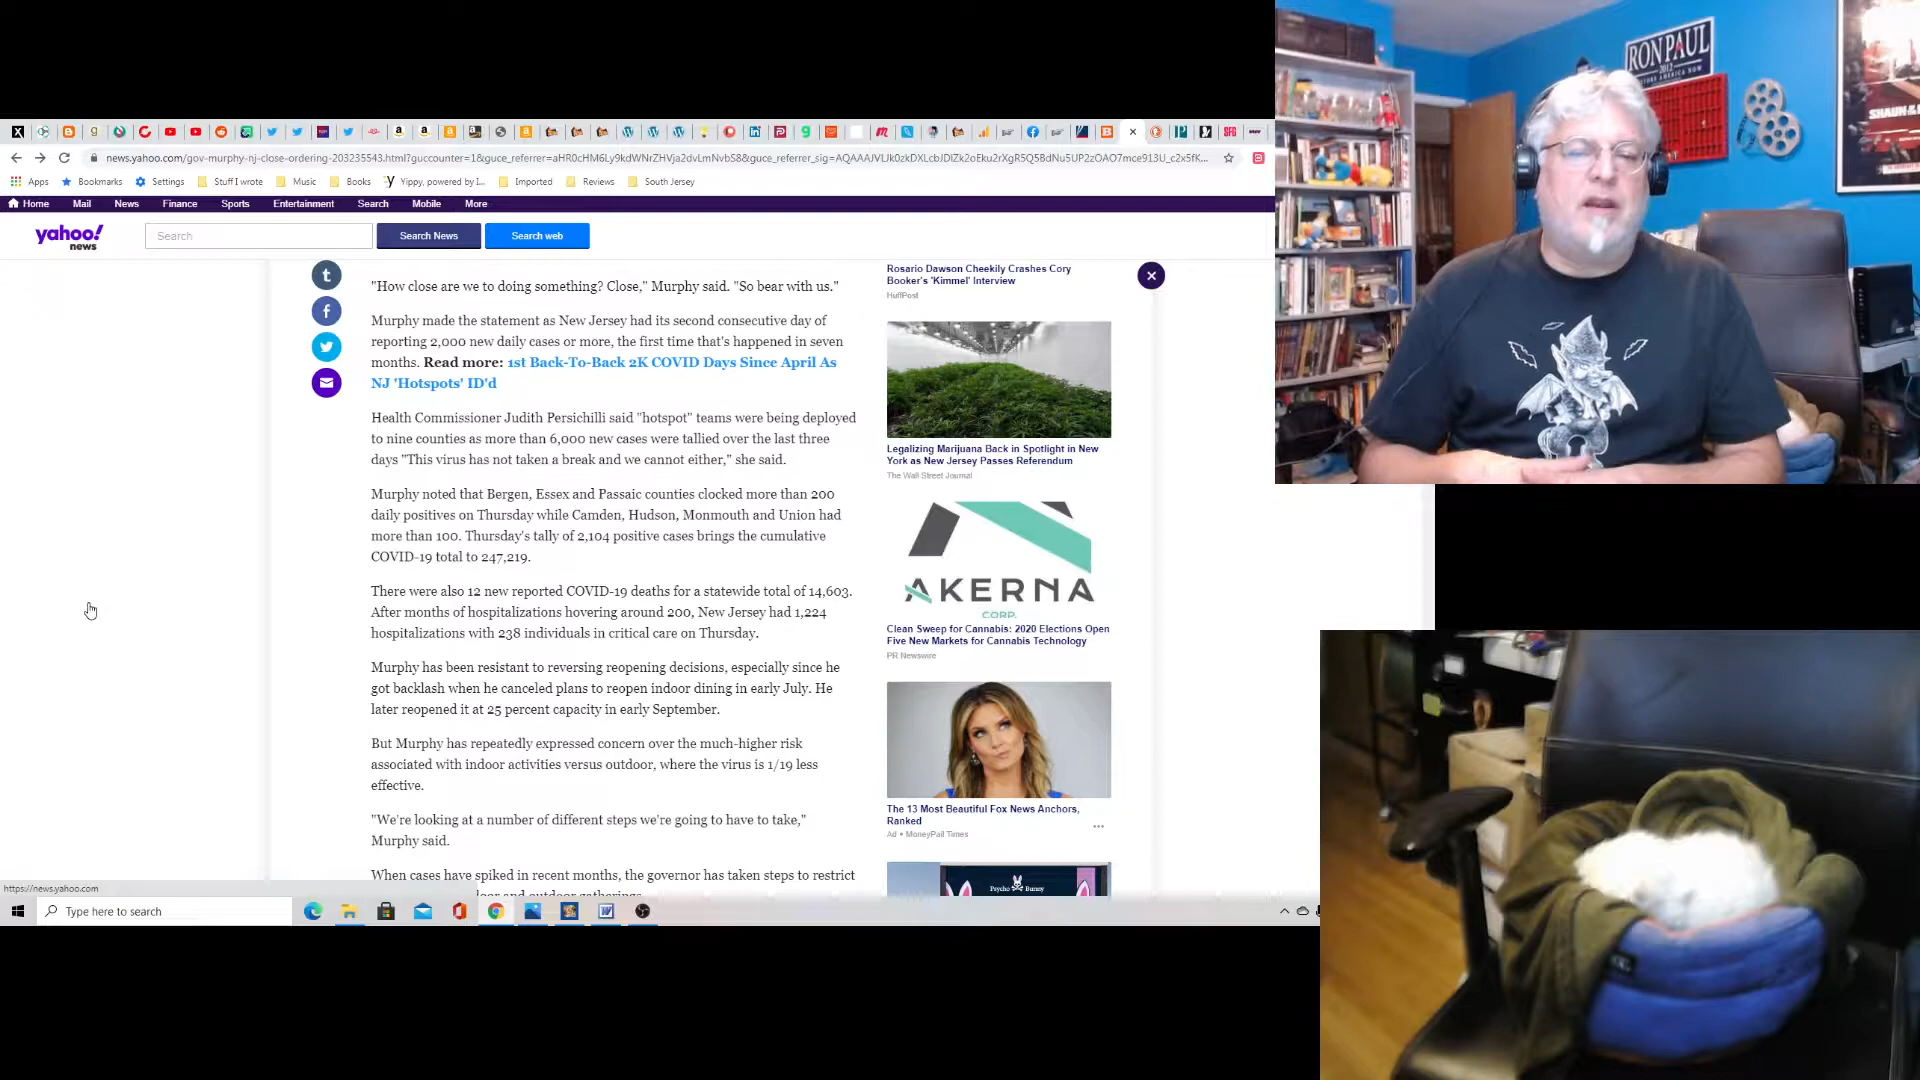 news.yahoo.com/gov-murphy-nj-close-ordering-203235543.html?guccounter=1&guce_referrer=
Apps Bookmarks Settings Stuff I wrote Music Books Yippy, powered by I... Imported Reviews South Jersey
Home Mail News Finance Sports Entertainment Search Mobile More
yahoo!
news
Search
Search News
Search web
"How close are we to doing something? Close," Murphy said. "So bear with us."
Murphy made the statement as New Jersey had its second consecutive day of
reporting 2,000 new daily cases or more, the first time that's happened in seven
months. Read more: 1st Back-To-Back 2K COVID Days Since April As
NJ 'Hotspots' ID'd
Health Commissioner Judith Persichilli said "hotspot" teams were being deployed
to nine counties as more than 6,000 new cases were tallied over the last three
days "This virus has not taken a break and we cannot either," she said.
Murphy noted that Bergen, Essex and Passaic counties clocked more than 200
daily positives on Thursday while Camden, Hudson, Monmouth and Union had
more than 100. Thursday's tally of 2,104 positive cases brings the cumulative
COVID-19 total to 247,219.
There were also 12 new reported COVID-19 deaths for a statewide total of 14,603.
After months of hospitalizations hovering around 200, New Jersey had 1,224
hospitalizations with 238 individuals in critical care on Thursday.
Murphy has been resistant to reversing reopening decisions, especially since he
got backlash when he canceled plans to reopen indoor dining in early July. He
later reopened it at 25 percent capacity in early September.
But Murphy has repeatedly expressed concern over the much-higher risk
associated with indoor activities versus outdoor, where the virus is 1/19 less
effective.
"We're looking at a number of different steps we're going to have to take,"
Murphy said.
When cases have spiked in recent months, the governor has taken steps to restrict
Rosario Dawson Cheekily Crashes Cory
Booker's 'Kimmel' Interview
HuffPost
Legalizing Marijuana Back in Spotlight in New
York as New Jersey Passes Referendum
The Wall Street Journal
AKERNA
CORP.
Clean Sweep for Cannabis: 2020 Elections Open
Five New Markets for Cannabis Technology
PR Newswire
The 13 Most Beautiful Fox News Anchors,
Ranked
Ad • MoneyPail Times
Psycho Bunny
https://news.yahoo.com
Type here to search
RON PAUL
2012